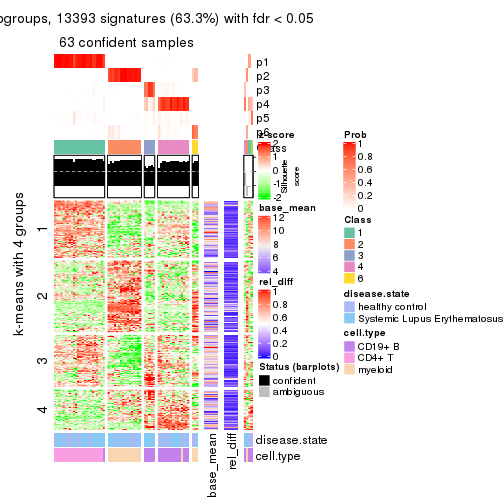 ogroups, 13393 signatures (63.3%) with fdr < 0.05
63 confident samples
p1
p2
p3
p4
p5
p6
Class
z-score
2
1
0
-1
-2
Silhouette
score
base_mean
12
10
8
6
rel_diff
1
0.8
0.6
0.4
0.2
0
Status (barplots)
confident
ambiguous
Prob
1
0.8
0.6
0.4
0.2
0
Class
1
2
3
4
6
disease.state
healthy control
Systemic Lupus Erythematosus
cell.type
CD19+ B
CD4+ T
myeloid
k-means with 4 groups
1
2
3
4
disease.state
cell.type
base_mean
rel_diff